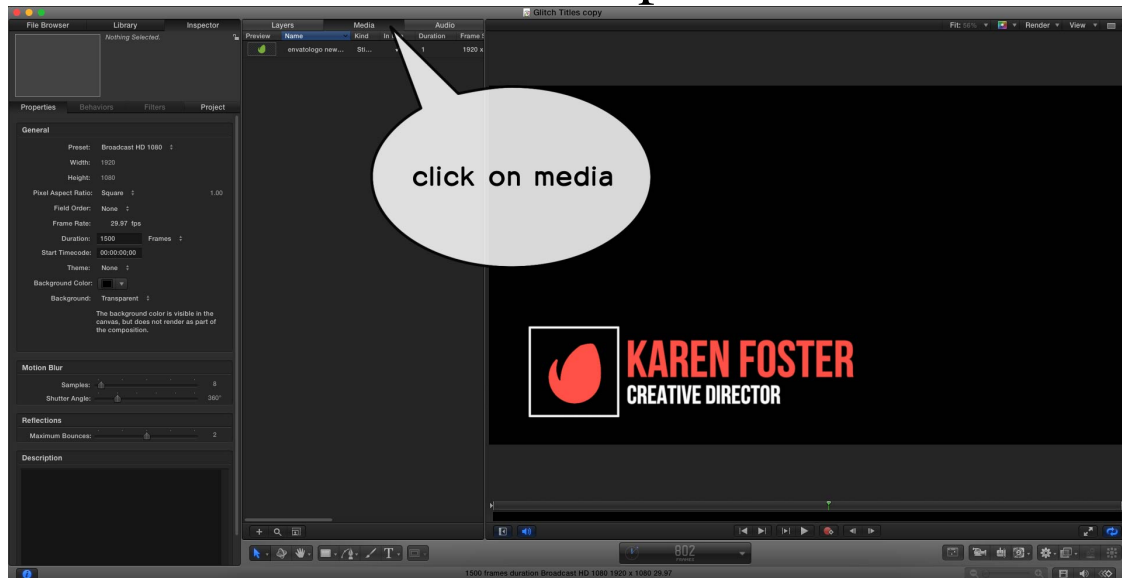 Glitch Titles copy
File Browser Library Inspector Layers Media Audio Fit: 66% Render View
Nothing Selected.
Preview Name Kind In Duration Frame
envatologo new... Sti... 1 1920 x
Properties Behaviors Filters Project
General
Preset: Broadcast HD 1080
Width: 1920
Height: 1080
Pixel Aspect Ratio: Square 1.00
Field Order: None
Frame Rate: 29.97 fps
Duration: 1500 Frames
Start Timecode: 00:00:00;00
Theme: None
Background Color:
Background: Transparent
The background color is visible in the
canvas, but does not render as part of
the composition.
Motion Blur
Samples: 8
Shutter Angle: 360°
Reflections
Maximum Bounces: 2
Description
click on media
KAREN FOSTER
CREATIVE DIRECTOR
T
802
1500 frames duration Broadcast HD 1080 1920 x 1080 29.97